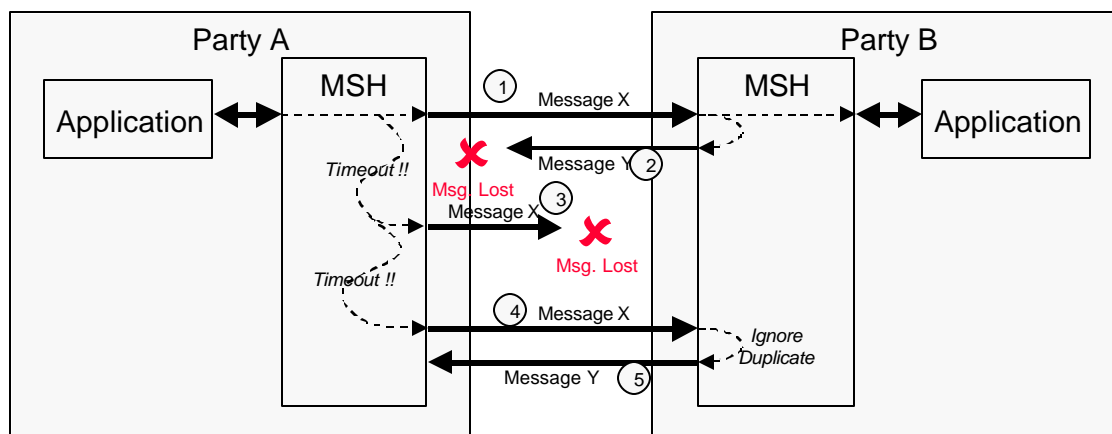 Party A
Party B
MSH
MSH
Application
Application
1
Message X
Message Y
2
Timeout !!
Msg. Lost
3
Message X
Msg. Lost
Timeout !!
4
Message X
Ignore
Duplicate
Message Y
5